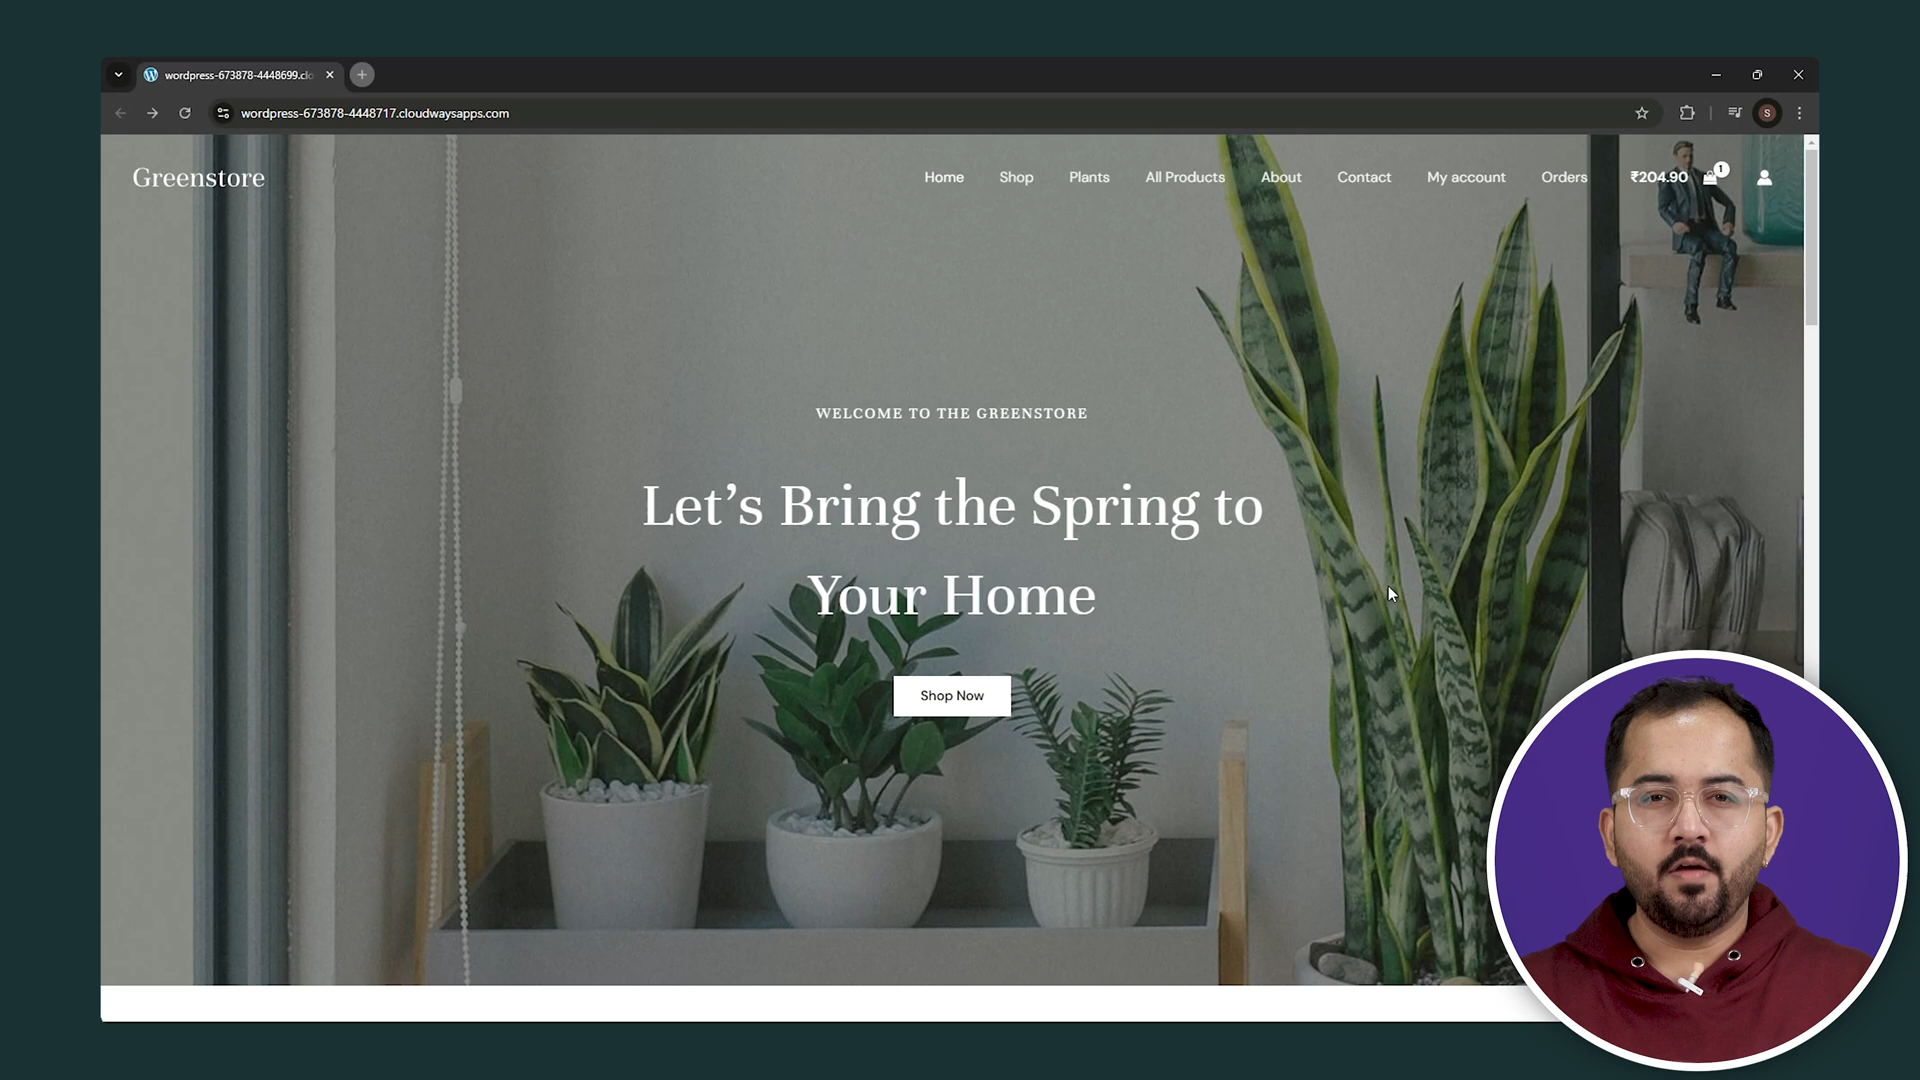 wordpress-673878-4448699.clo
wordpress-673878-4448717.cloudwaysapps.com
S
Greenstore
Home
Shop
Plants
All Products
About
Contact
My account
Orders
₹204.90
1
WELCOME TO THE GREENSTORE
Let’s Bring the Spring to
Your Home
Shop Now